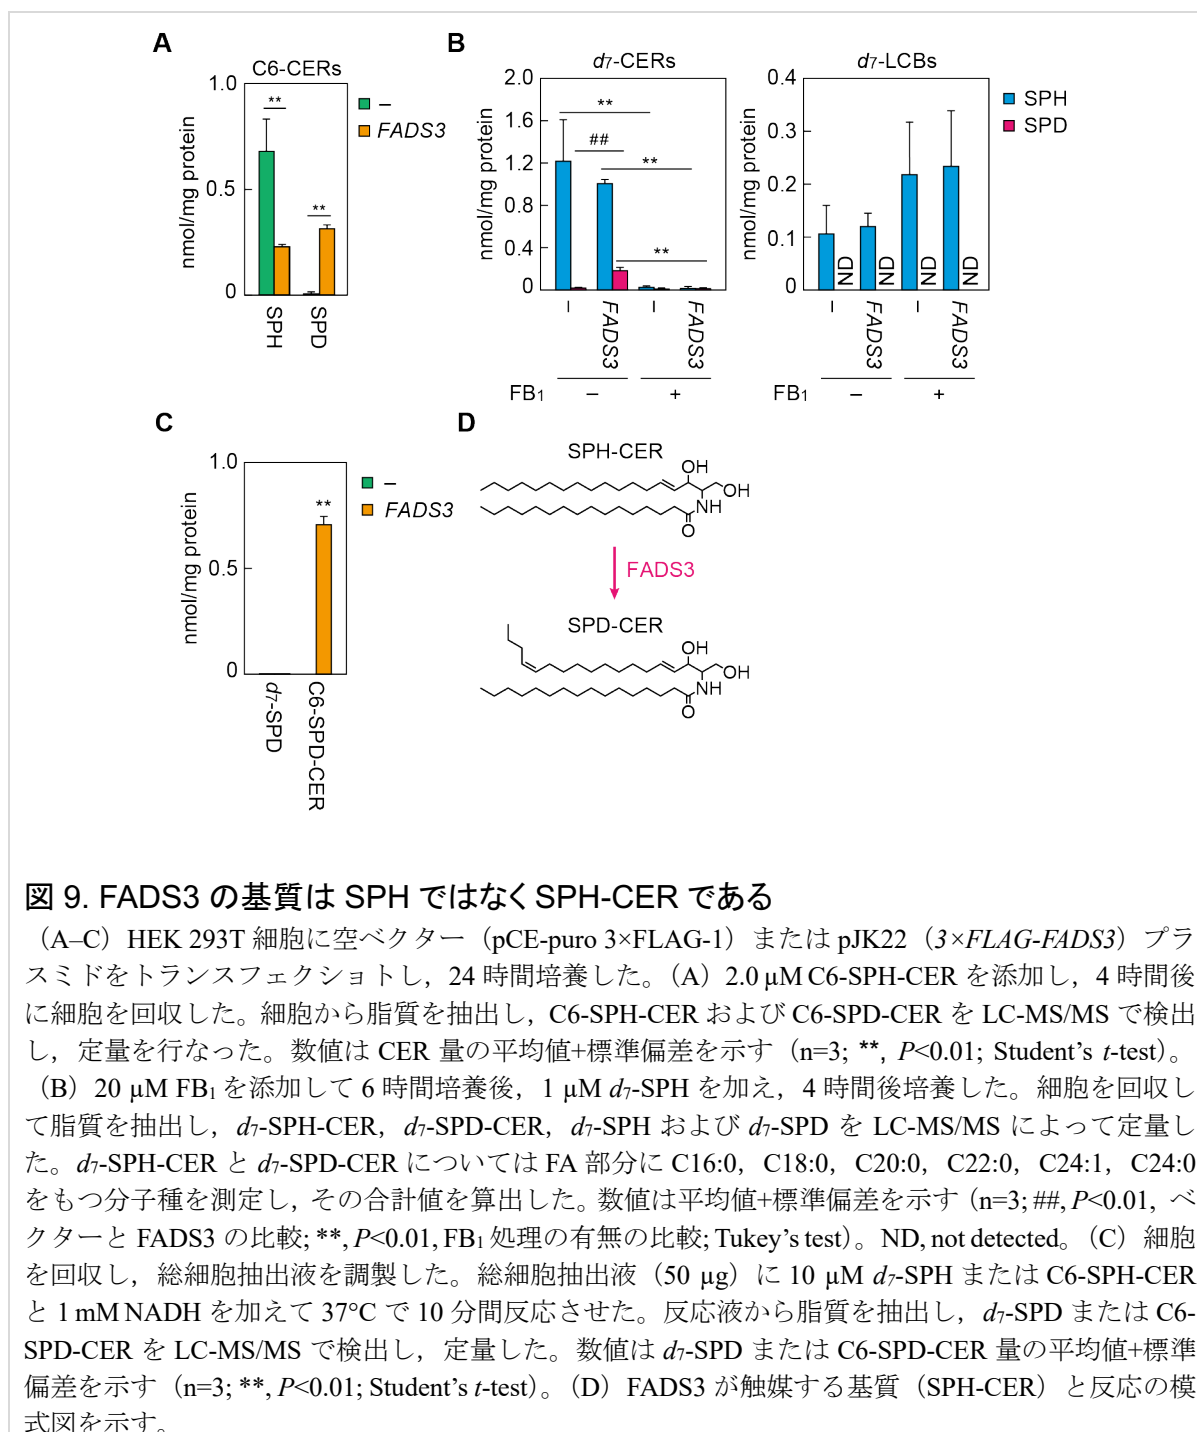 A
C6-CERs
1.0
0.5
0
nmol/mg protein
**
**
SPH
SPD
–
FADS3
B
d7-CERs
2.0
1.6
1.2
0.8
0.4
0
nmol/mg protein
**
##
**
**
–
FADS3
–
FADS3
FB1
–
+
d7-LCBs
0.4
0.3
0.2
0.1
0
nmol/mg protein
ND
ND
ND
ND
–
FADS3
–
FADS3
FB1
–
+
SPH
SPD
C
1.0
0.5
0
nmol/mg protein
**
d7-SPD
C6-SPD-CER
–
FADS3
D
SPH-CER
OH
OH
NH
O
FADS3
SPD-CER
OH
OH
NH
O
図 9. FADS3 の基質は SPH ではなく SPH-CER である
（A–C）HEK 293T 細胞に空ベクター（pCE-puro 3×FLAG-1）または pJK22（3×FLAG-FADS3）プラ
スミドをトランスフェクショトし，24 時間培養した。（A）2.0 µM C6-SPH-CER を添加し，4 時間後
に細胞を回収した。細胞から脂質を抽出し，C6-SPH-CER および C6-SPD-CER を LC-MS/MS で検出
し，定量を行なった。数値は CER 量の平均値+標準偏差を示す（n=3; **, P<0.01; Student’s t-test）。
（B）20 µM FB1 を添加して 6 時間培養後，1 µM d7-SPH を加え，4 時間後培養した。細胞を回収し
て脂質を抽出し，d7-SPH-CER，d7-SPD-CER，d7-SPH および d7-SPD を LC-MS/MS によって定量し
た。d7-SPH-CER と d7-SPD-CER については FA 部分に C16:0，C18:0，C20:0，C22:0，C24:1，C24:0
をもつ分子種を測定し，その合計値を算出した。数値は平均値+標準偏差を示す（n=3; ##, P<0.01, ベ
クターと FADS3 の比較; **, P<0.01, FB1 処理の有無の比較; Tukey’s test）。ND, not detected。（C）細胞
を回収し，総細胞抽出液を調製した。総細胞抽出液（50 µg）に 10 µM d7-SPH または C6-SPH-CER
と 1 mM NADH を加えて 37°C で 10 分間反応させた。反応液から脂質を抽出し，d7-SPD または C6-
SPD-CER を LC-MS/MS で検出し，定量した。数値は d7-SPD または C6-SPD-CER 量の平均値+標準
偏差を示す（n=3; **, P<0.01; Student’s t-test）。（D）FADS3 が触媒する基質（SPH-CER）と反応の模
式図を示す。